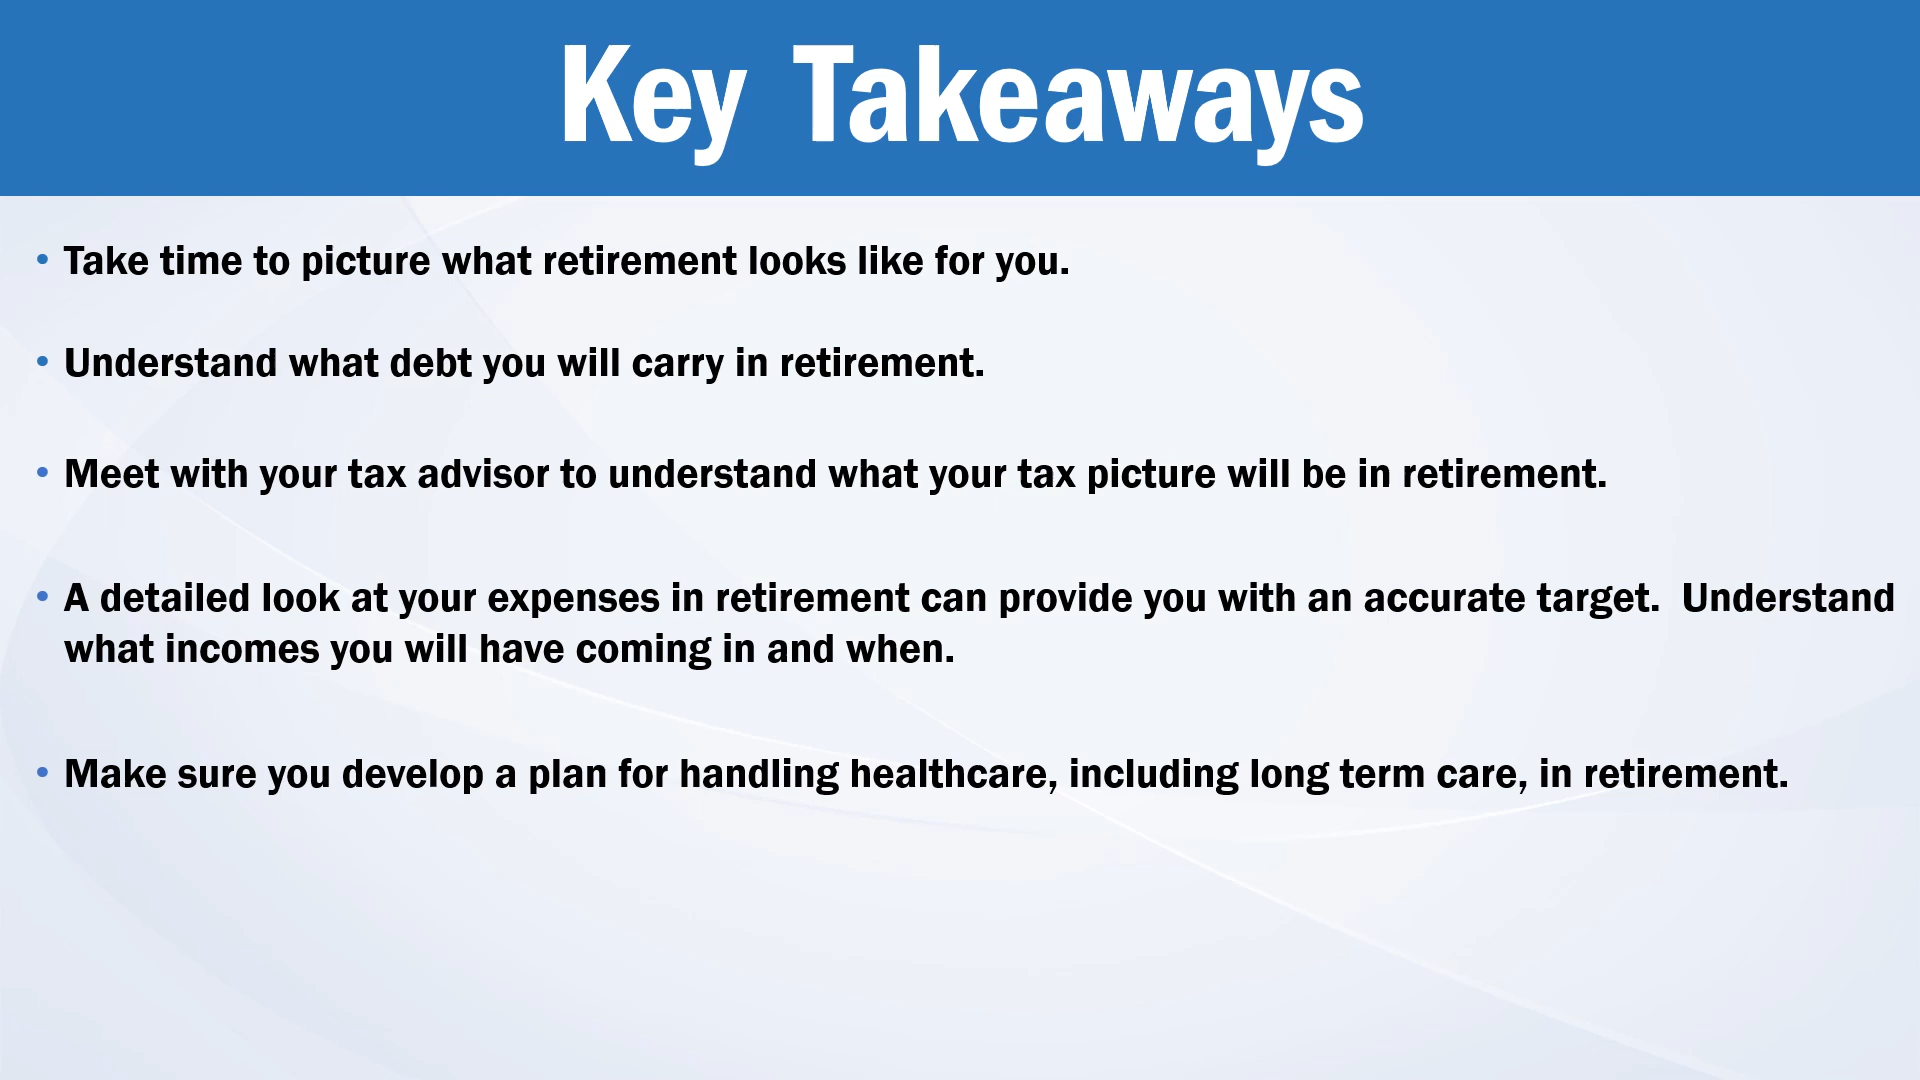 Key Takeaways
• Take time to picture what retirement looks like for you.
• Understand what debt you will carry in retirement.
• Meet with your tax advisor to understand what your tax picture will be in retirement.
• A detailed look at your expenses in retirement can provide you with an accurate target.  Understand
what incomes you will have coming in and when.
• Make sure you develop a plan for handling healthcare, including long term care, in retirement.